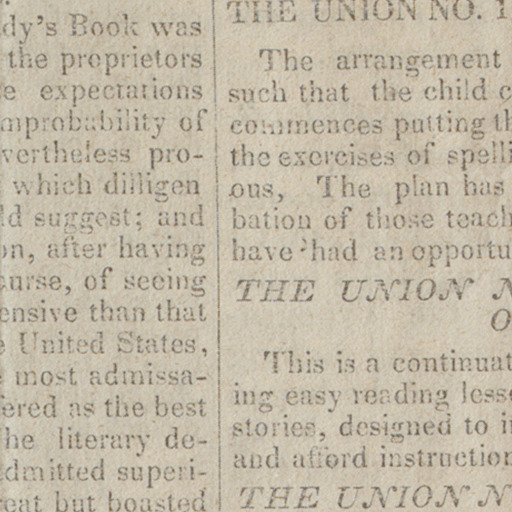 dy's Book was
the proprietors
e expectations
mprobability of
vertheless pro-
which dilligen
ld suggest; and
on, after having
ourse, of seeing
ensive than that
e United States,
most admissa-
ered as the best
he literary de-
dmitted superi-
eat but boasted
THE UNION NO. 1
The arrangement
such that the child c
commences putting th
the exercises of spelli
ous, The plan has
bation of those teach
have had an opportu
THE UNION N
O
This is a continuat
ing easy reading less
stories, designed to i
and afford instruction
THE UNION N